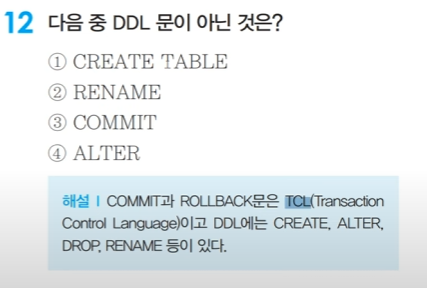 12 다음 중 DDL 문이 아닌 것은?
① CREATE TABLE
② RENAME
③ COMMIT
④ ALTER
해설 | COMMIT과 ROLLBACK문은 TCL(Transaction
Control Language)이고 DDL에는 CREATE, ALTER,
DROP, RENAME 등이 있다.